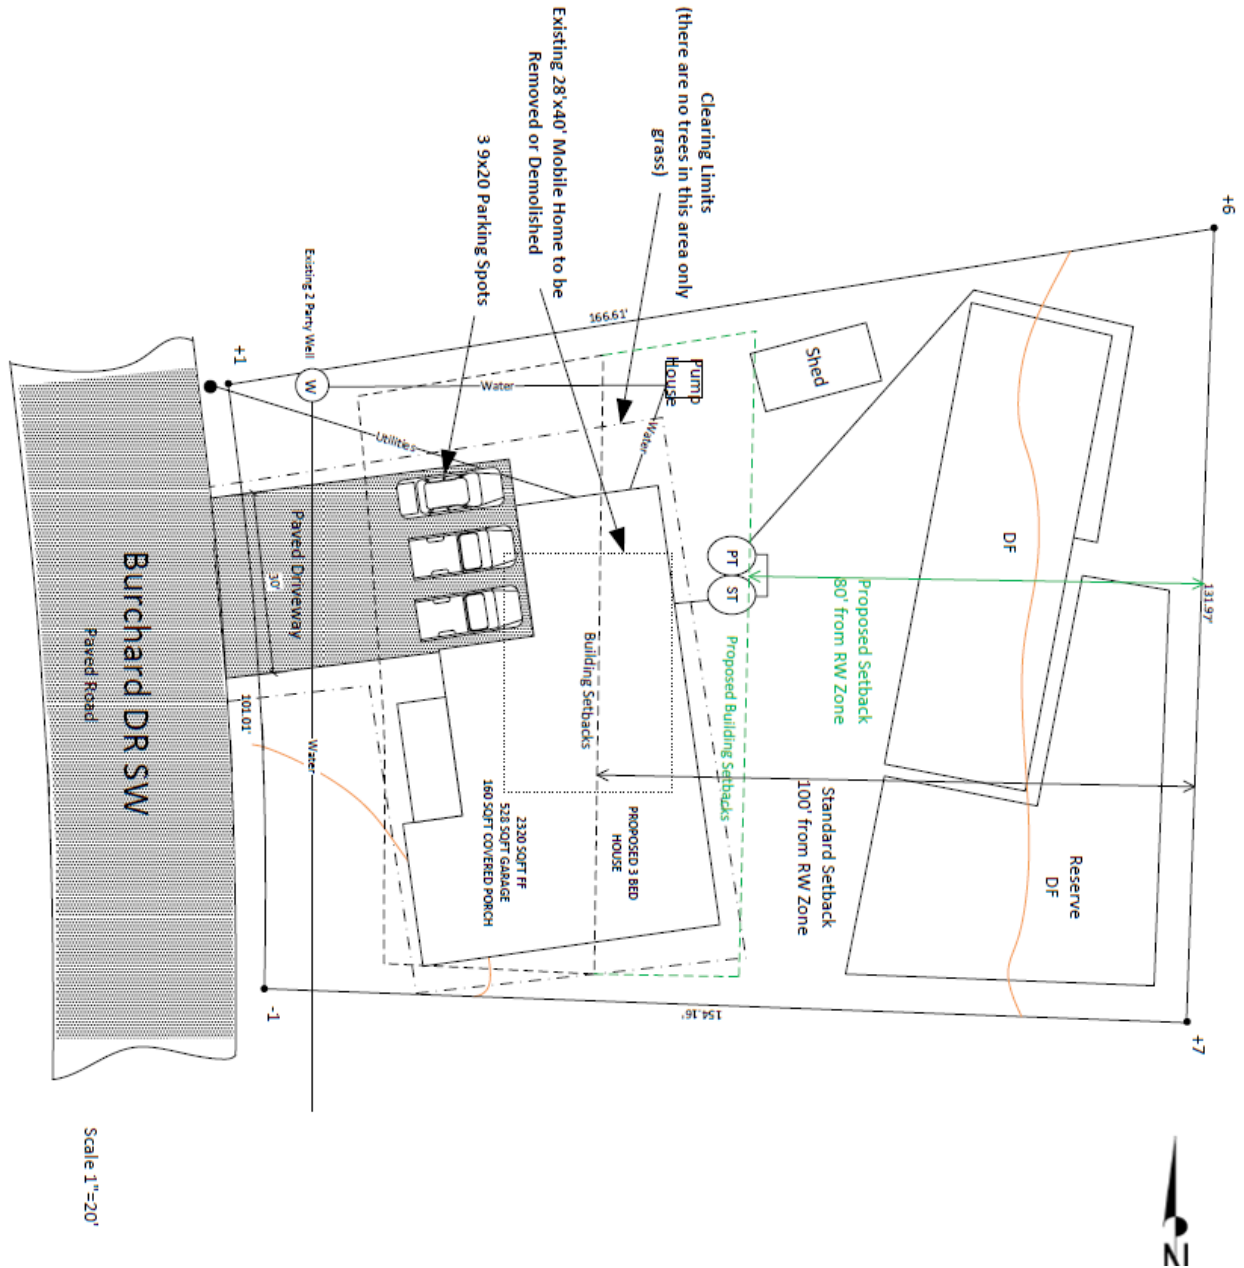 Clearing Limits
(there are no trees in this area only
grass)
Existing 28'x40' Mobile Home to be
Removed or Demolished
3 9x20 Parking Spots
Existing 2 Party Well
+6
+1
166.61'
W
Water
Utilities
Pump
House
Water
Shed
DF
PT
ST
Proposed Setback
80' from RW Zone
131.97'
Paved Driveway
30'
Building Setbacks
Proposed Building Setbacks
Standard Setback
100' from RW Zone
Burchard DR SW
Paved Road
101.01'
Water
PROPOSED 3 BED
HOUSE
2320 SQFT FF
528 SQFT GARAGE
160 SQFT COVERED PORCH
Reserve
DF
154.16'
-1
+7
Scale 1"=20'
N